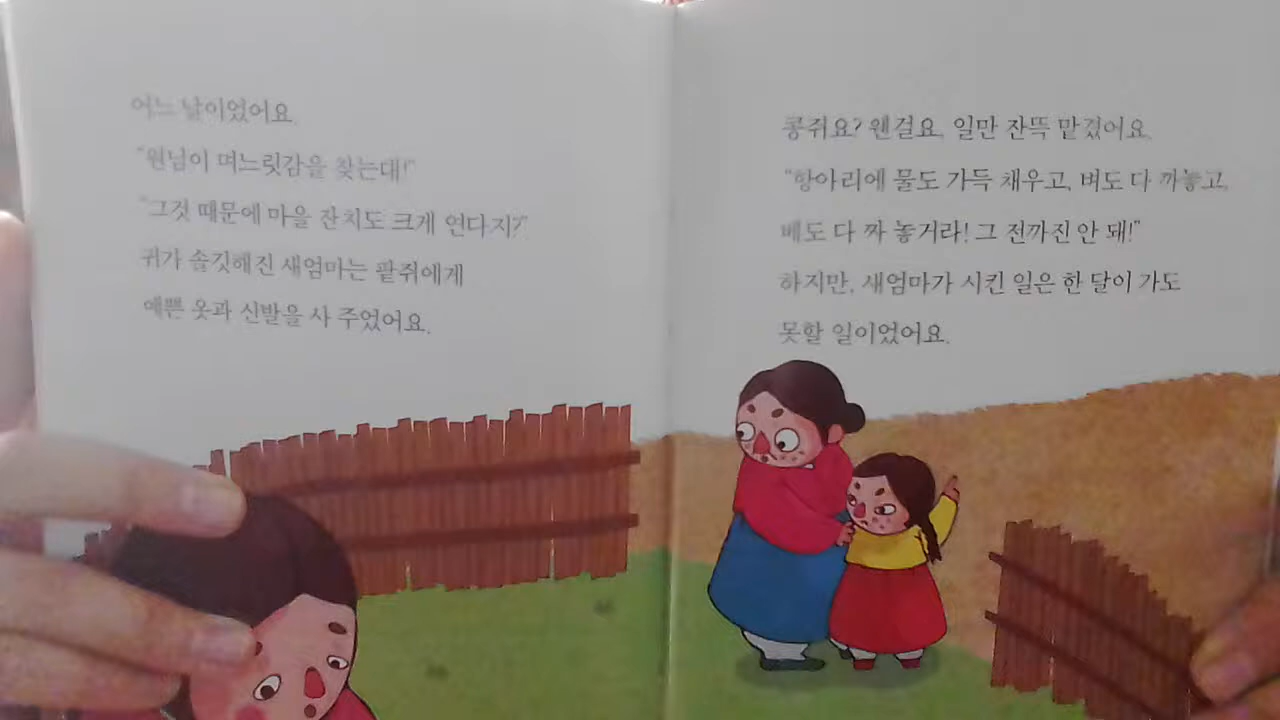 어느 날이었어요.
"원님이 며느릿감을 찾는대!"
"그것 때문에 마을 잔치도 크게 연다지?"
귀가 솔깃해진 새엄마는 팥쥐에게
예쁜 옷과 신발을 사 주었어요.
콩쥐요? 웬걸요. 일만 잔뜩 맡겼어요.
"항아리에 물도 가득 채우고, 벼도 다 까놓고,
베도 다 짜 놓거라! 그 전까진 안 돼!"
하지만, 새엄마가 시킨 일은 한 달이 가도
못할 일이었어요.